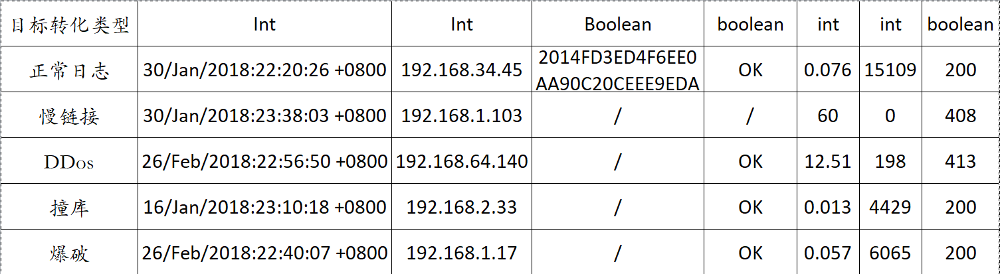 目标转化类型 Int Int Boolean boolean int int boolean
正常日志 30/Jan/2018:22:20:26 +0800 192.168.34.45 2014FD3ED4F6EE0
AA90C20CEEE9EDA OK 0.076 15109 200
慢链接 30/Jan/2018:23:38:03 +0800 192.168.1.103 / / 60 0 408
DDos 26/Feb/2018:22:56:50 +0800 192.168.64.140 / OK 12.51 198 413
撞库 16/Jan/2018:23:10:18 +0800 192.168.2.33 / OK 0.013 4429 200
爆破 26/Feb/2018:22:40:07 +0800 192.168.1.17 / OK 0.057 6065 200